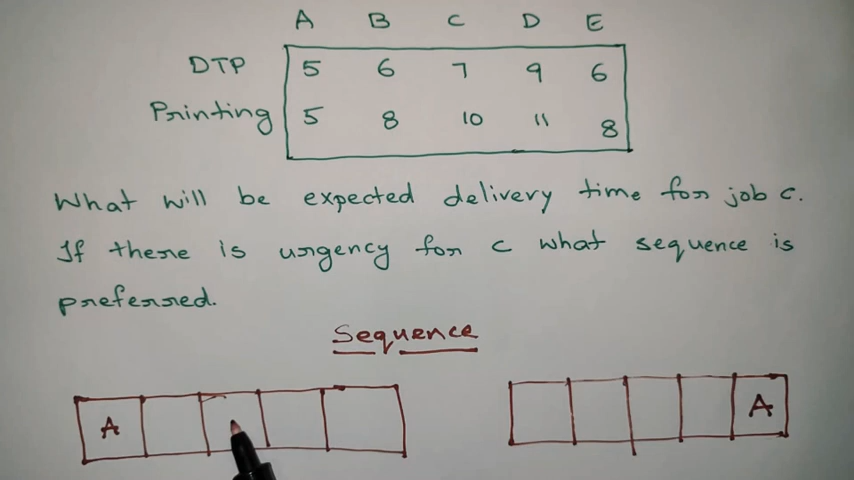 A B C D E
DTP 5 6 7 9 6
Printing 5 8 10 11 8
What will be expected delivery time for job c.
If there is urgency for c what sequence is
preferred.
Sequence
A A